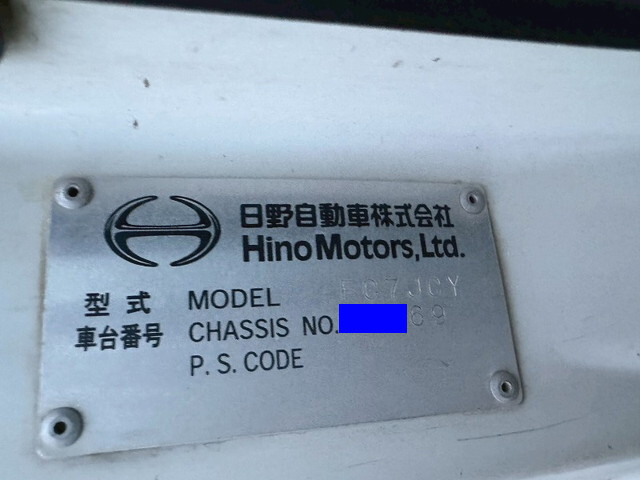 日野自動車株式会社
Hino Motors, Ltd.
型式 MODEL FC7JCY
車台番号 CHASSIS NO. 69
P.S. CODE